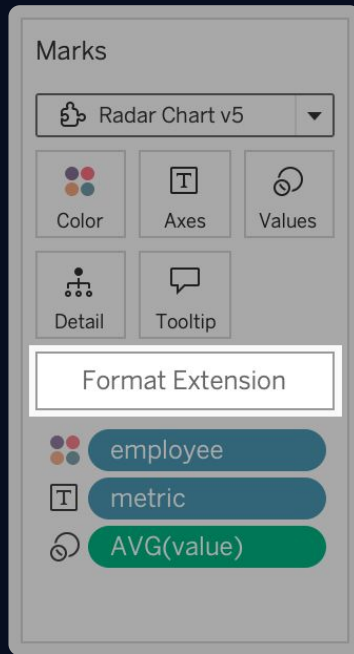 Marks
Radar Chart v5
Color
T
Axes
Values
Detail
Tooltip
Format Extension
employee
T
metric
AVG(value)